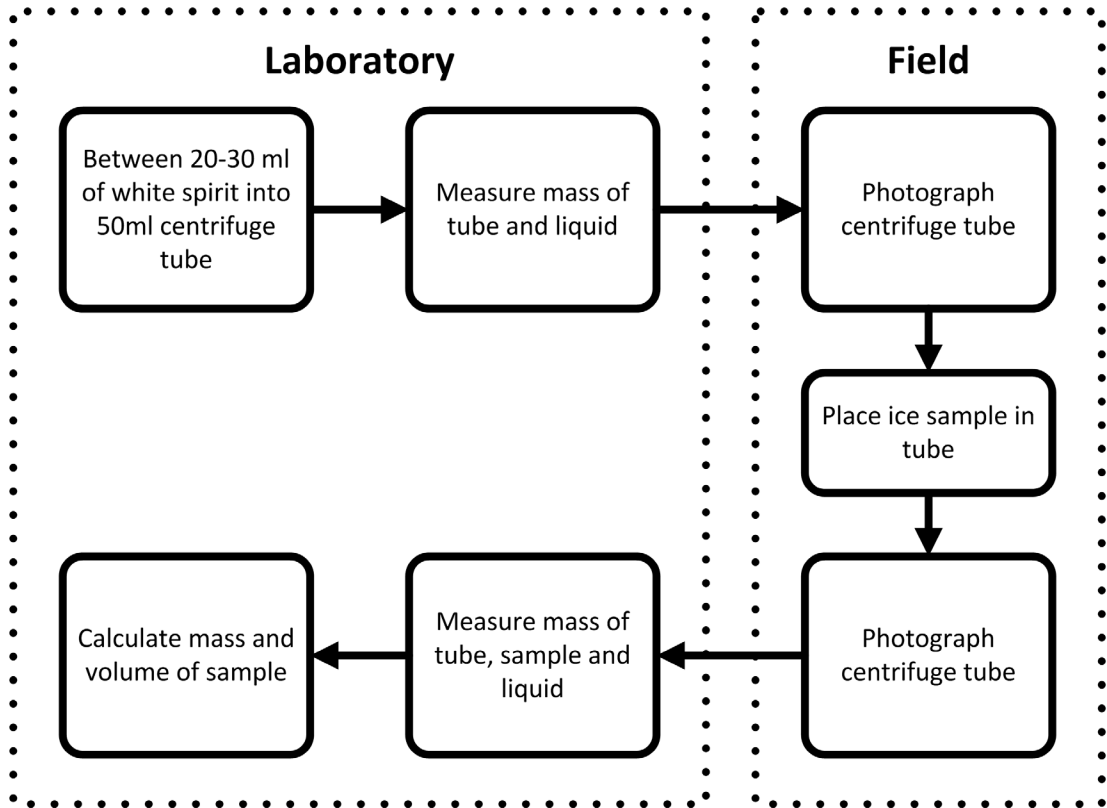 Laboratory
Field
Between 20-30 ml
of white spirit into
50ml centrifuge
tube
Measure mass of
tube and liquid
Photograph
centrifuge tube
Place ice sample in
tube
Photograph
centrifuge tube
Measure mass of
tube, sample and
liquid
Calculate mass and
volume of sample